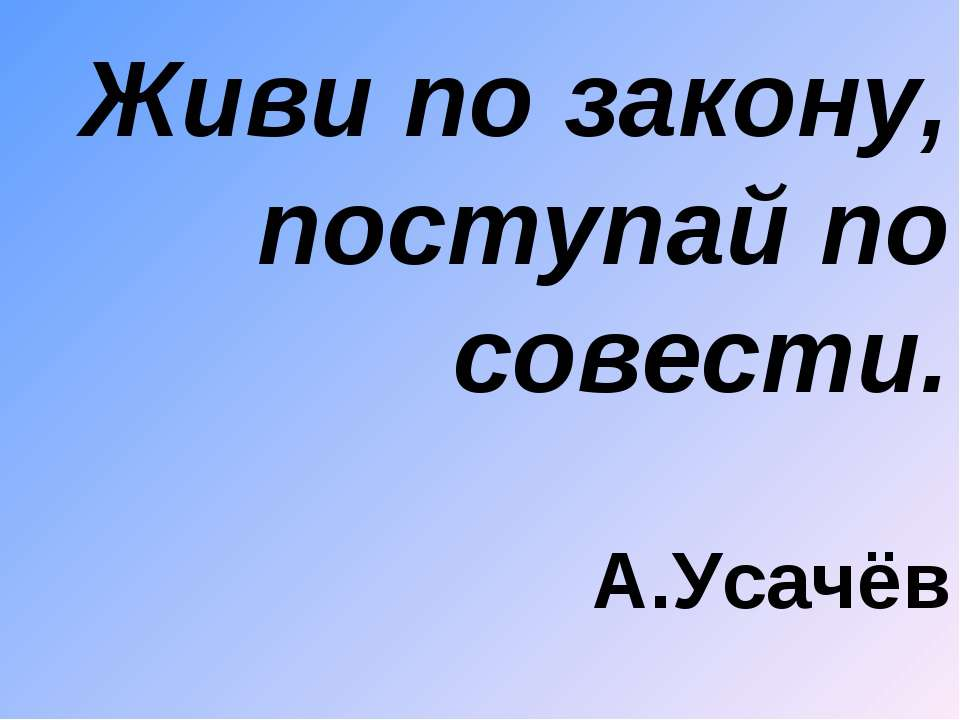 Живи по закону,
поступай по
совести.
А.Усачёв